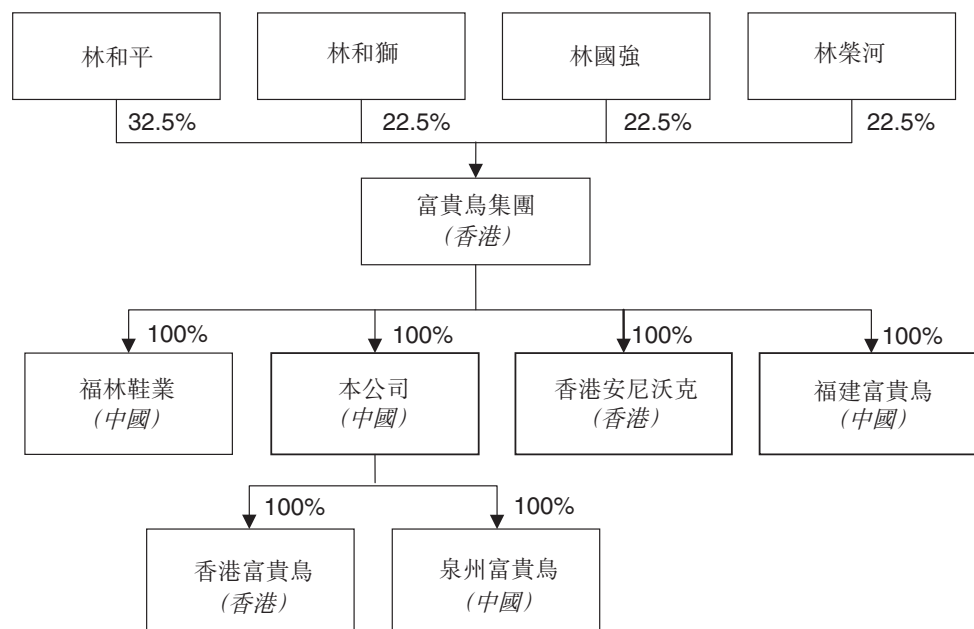 林和平
林和獅
林國強
林榮河
32.5%
22.5%
22.5%
22.5%
富貴鳥集團
(香港)
100%
100%
100%
100%
福林鞋業
(中國)
本公司
(中國)
香港安尼沃克
(香港)
福建富貴鳥
(中國)
100%
100%
香港富貴鳥
(香港)
泉州富貴鳥
(中國)